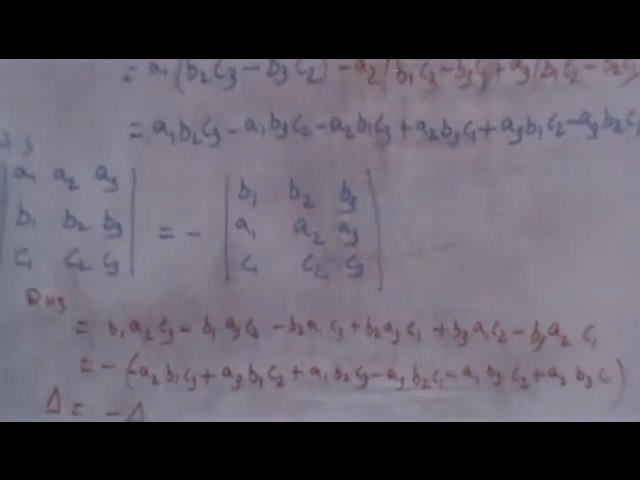 = a₁(b₂c₃ - b₃c₂) - a₂(b₁c₃ - b₃c₁) + a₃(b₁c₂ - b₂c₁
= a₁b₂c₃ - a₁b₃c₂ - a₂b₁c₃ + a₂b₃c₁ + a₃b₁c₂ - a₃b₂c₁
| a₁ a₂ a₃ | | b₁ b₂ b₃ |
| b₁ b₂ b₃ | = - | a₁ a₂ a₃ |
| c₁ c₂ c₃ | | c₁ c₂ c₃ |
RHS
= b₁a₂c₃ - b₁a₃c₂ - b₂a₁c₃ + b₂a₃c₁ + b₃a₁c₂ - b₃a₂c₁
= - (-a₂b₁c₃ + a₃b₁c₂ + a₁b₂c₃ - a₃b₂c₁ - a₁b₃c₂ + a₂b₃c₁)
Δ = -Δ